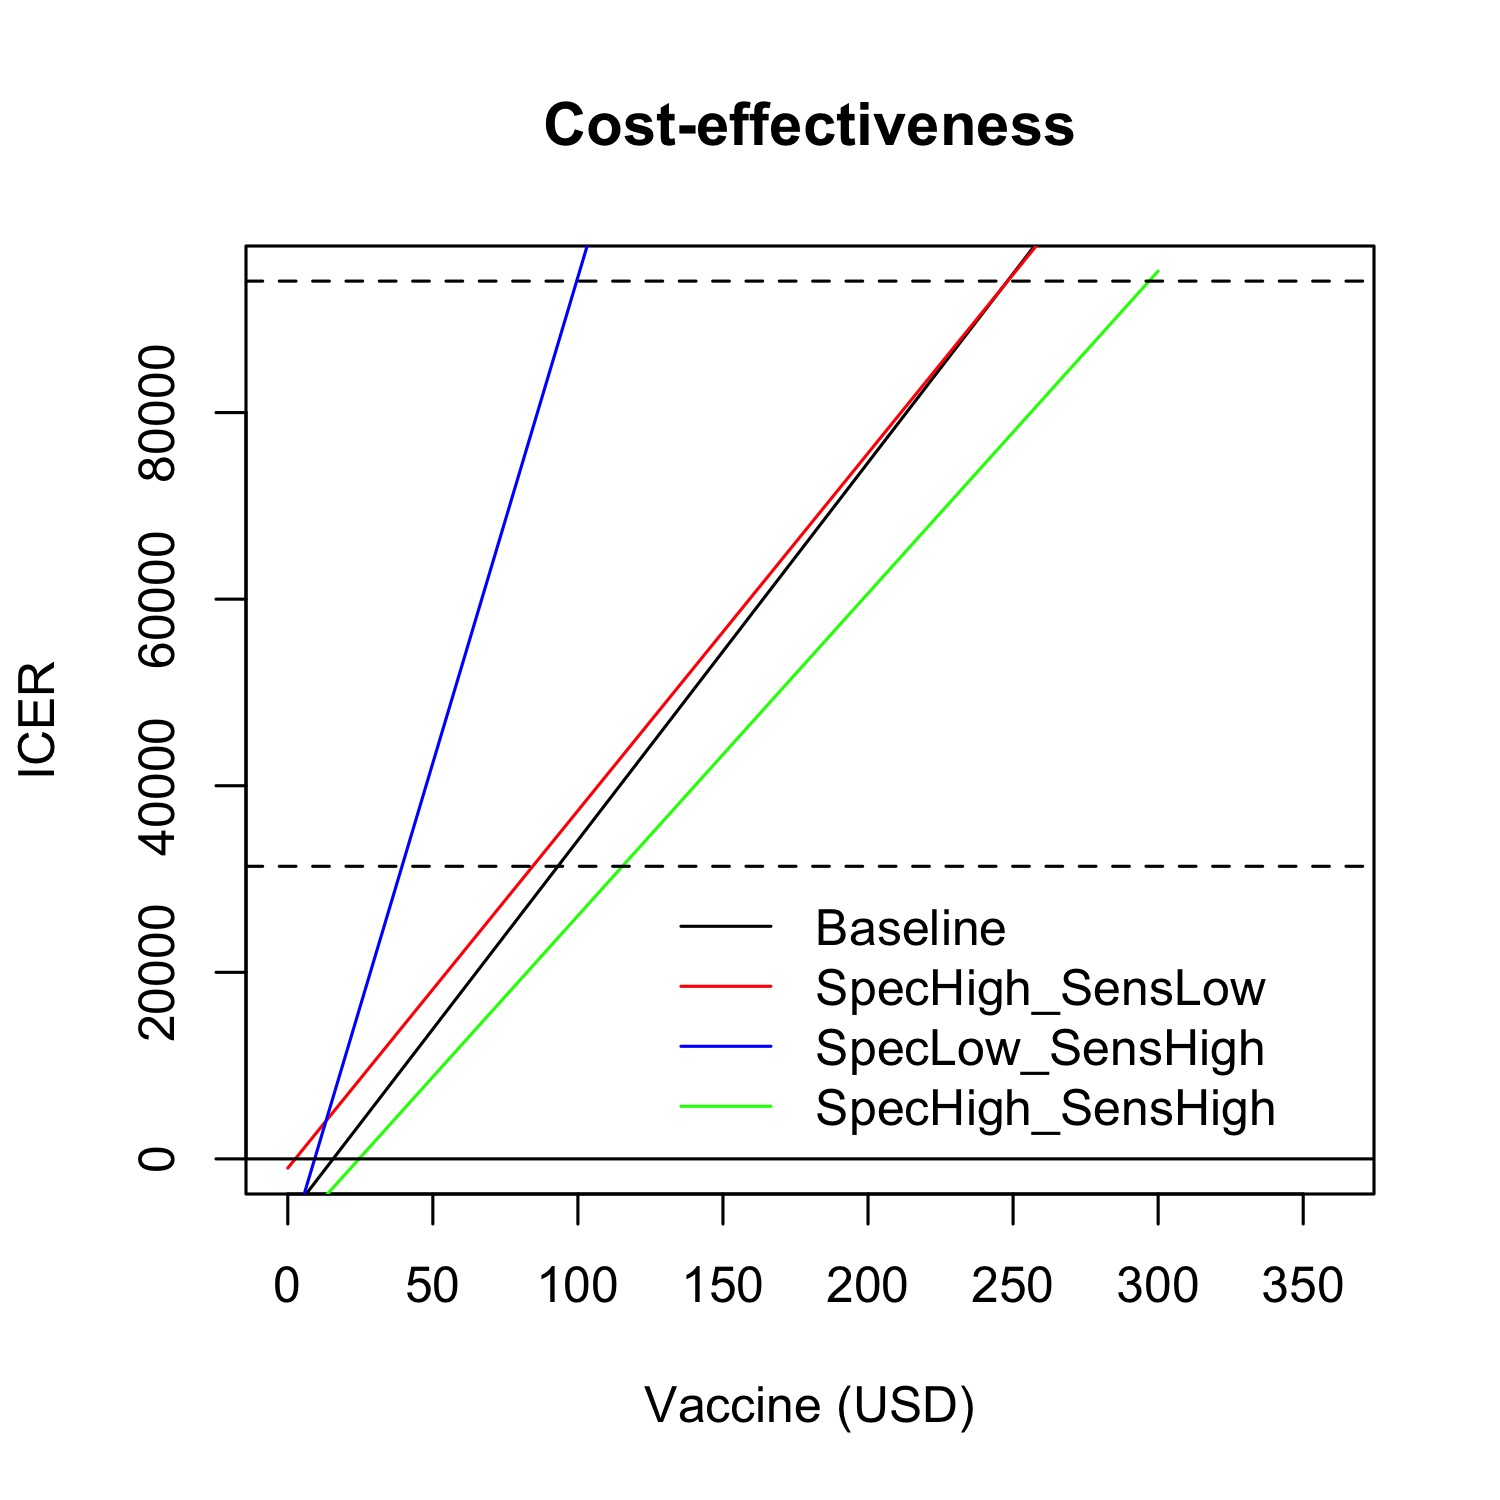 Cost-effectiveness
ICER
80000
60000
40000
20000
0
Baseline
SpecHigh_SensLow
SpecLow_SensHigh
SpecHigh_SensHigh
0 50 100 150 200 250 300 350
Vaccine (USD)